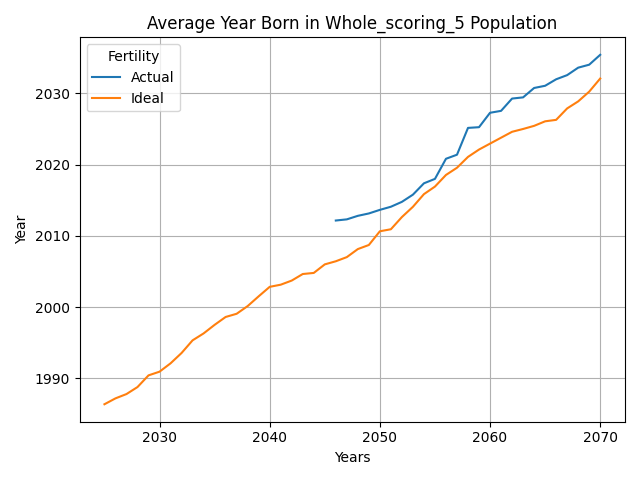 Average Year Born in Whole_scoring_5 Population
Fertility
Actual
Ideal
2030
2020
2010
2000
1990
Year
2030 2040 2050 2060 2070
Years